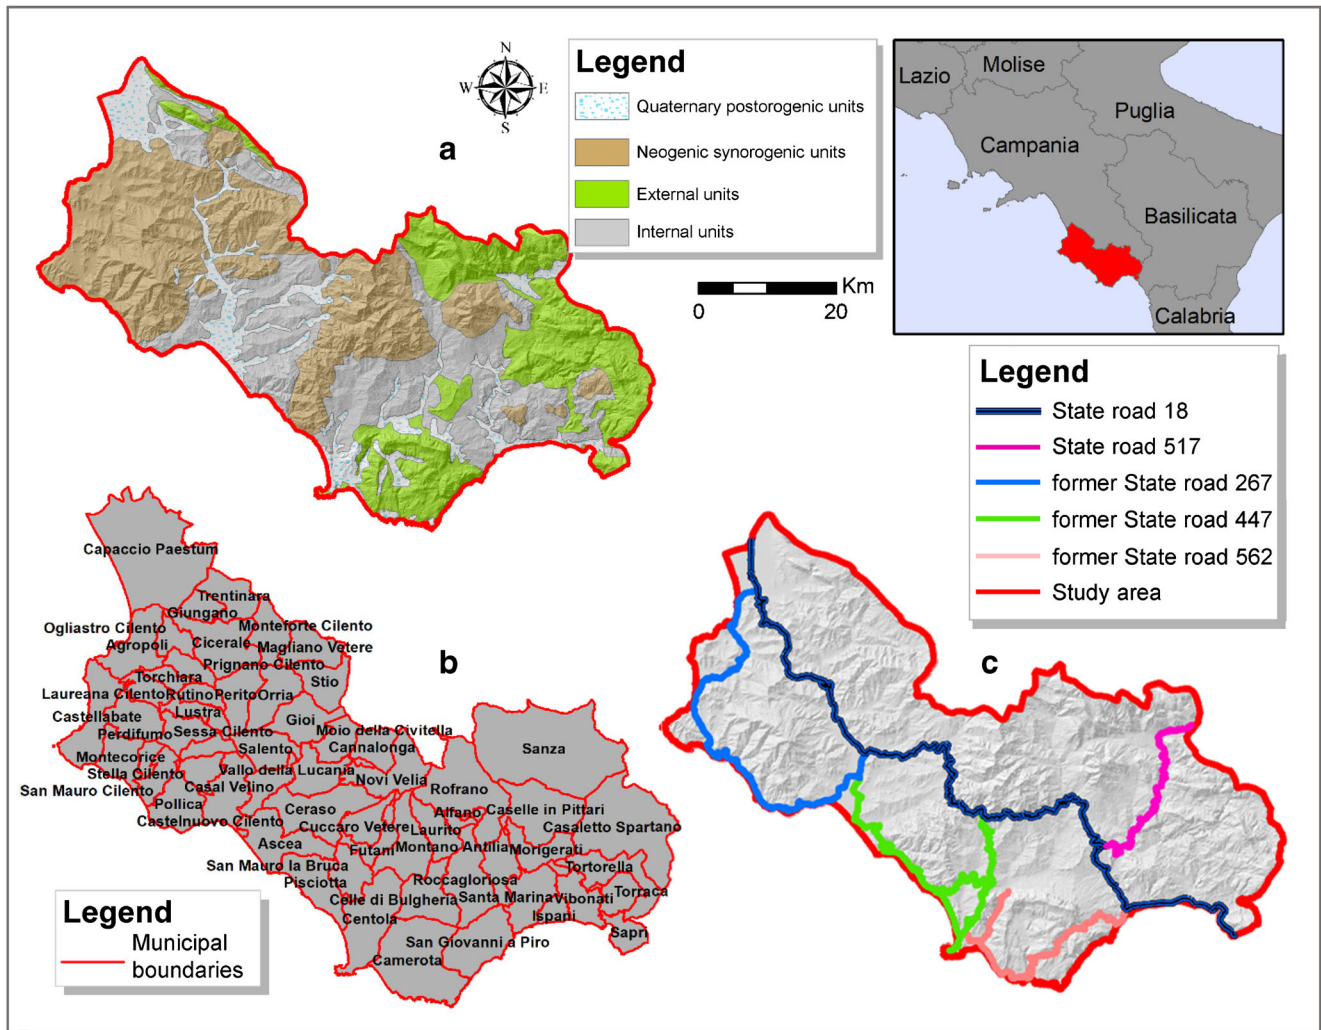 N
W
E
S
a
Legend
Quaternary postorogenic units
Neogenic synorogenic units
External units
Internal units
Km
0
20
Lazio
Molise
Puglia
Campania
Basilicata
Calabria
Legend
State road 18
State road 517
former State road 267
former State road 447
former State road 562
Study area
b
Capaccio Paestum
Trentinara
Giungano
Ogliastro Cilento
Monteforte Cilento
Agropoli
Cicerale
Magliano Vetere
Prignano Cilento
Torchiara
Stio
Laureana Cilento
Rutino
Perito
Orria
Castellabate
Lustra
Gioi
Perdifumo
Sessa Cilento
Moio della Civitella
Salento
Cannalonga
Sanza
Montecorice
Stella Cilento
Vallo della Lucania
Novi Velia
San Mauro Cilento
Casal Velino
Rofrano
Pollica
Ceraso
Alfano
Caselle in Pittari
Castelnuovo Cilento
Cuccaro Vetere
Laurito
Casaletto Spartano
Ascea
Futani
Montano Antilia
Morigerati
San Mauro la Bruca
Tortorella
Pisciotta
Roccagloriosa
Celle di Bulgheria
Santa Marina
Vibonati
Torraca
Centola
Ispani
Sapri
San Giovanni a Piro
Camerota
Legend
Municipal
boundaries
c